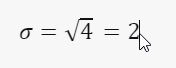 σ = √4 = 2